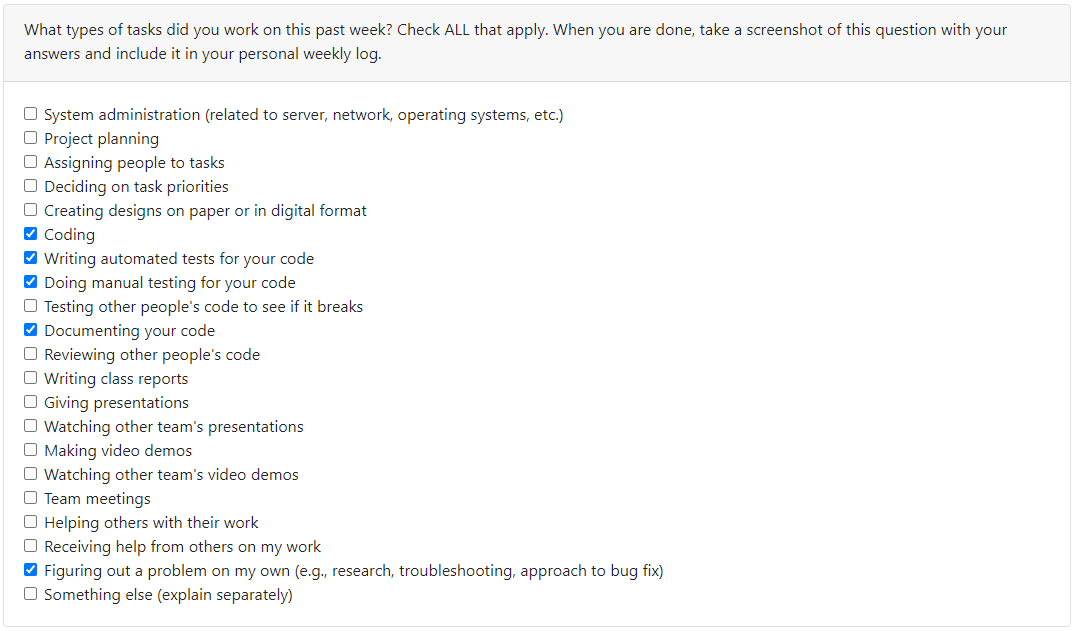 What types of tasks did you work on this past week? Check ALL that apply. When you are done, take a screenshot of this question with your
answers and include it in your personal weekly log.
System administration (related to server, network, operating systems, etc.)
Project planning
Assigning people to tasks
Deciding on task priorities
Creating designs on paper or in digital format
Coding
Writing automated tests for your code
Doing manual testing for your code
Testing other people's code to see if it breaks
Documenting your code
Reviewing other people's code
Writing class reports
Giving presentations
Watching other team's presentations
Making video demos
Watching other team's video demos
Team meetings
Helping others with their work
Receiving help from others on my work
Figuring out a problem on my own (e.g., research, troubleshooting, approach to bug fix)
Something else (explain separately)